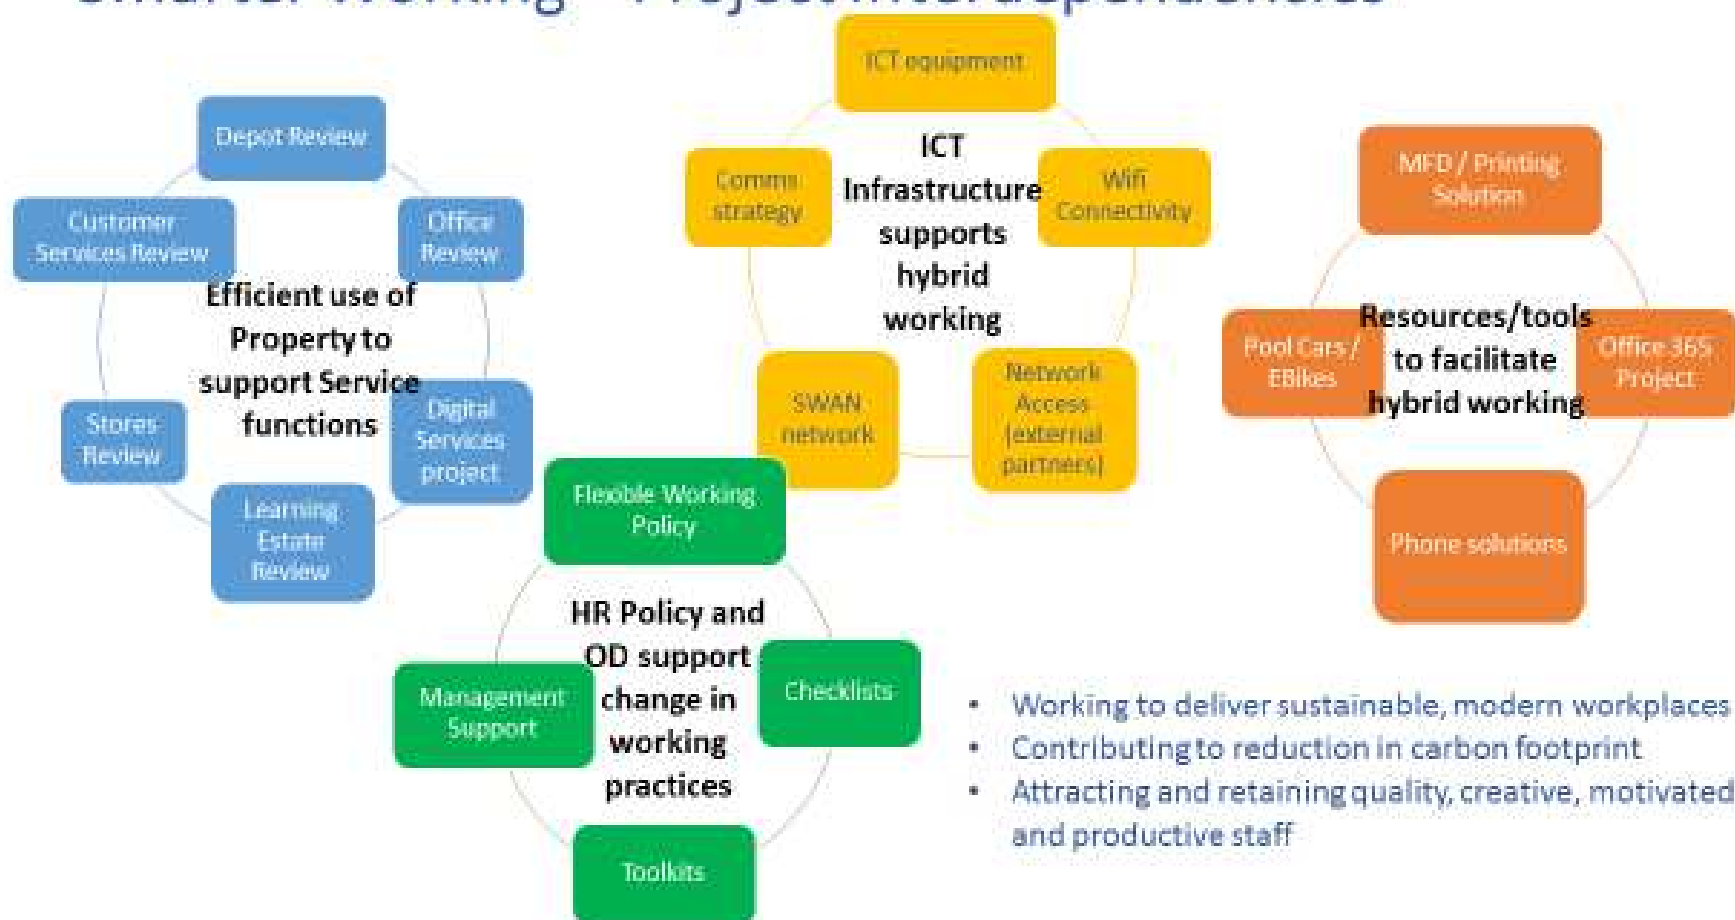 Smarter Working - Project Interdependencies
Depot Review
Office
Review
Digital
Services
project
Learning
Estate
Review
Stores
Review
Customer
Services Review
Efficient use of
Property to
support Service
functions
ICT equipment
Wifi
Connectivity
Network
Access
(external
partners)
SWAN
network
Comms
strategy
ICT
Infrastructure
supports
hybrid
working
MFD / Printing
Solution
Office 365
Project
Phone solutions
Pool Cars /
EBikes
Resources/tools
to facilitate
hybrid working
Flexible Working
Policy
Checklists
Toolkits
Management
Support
HR Policy and
OD support
change in
working
practices
• Working to deliver sustainable, modern workplaces
• Contributing to reduction in carbon footprint
• Attracting and retaining quality, creative, motivated
and productive staff